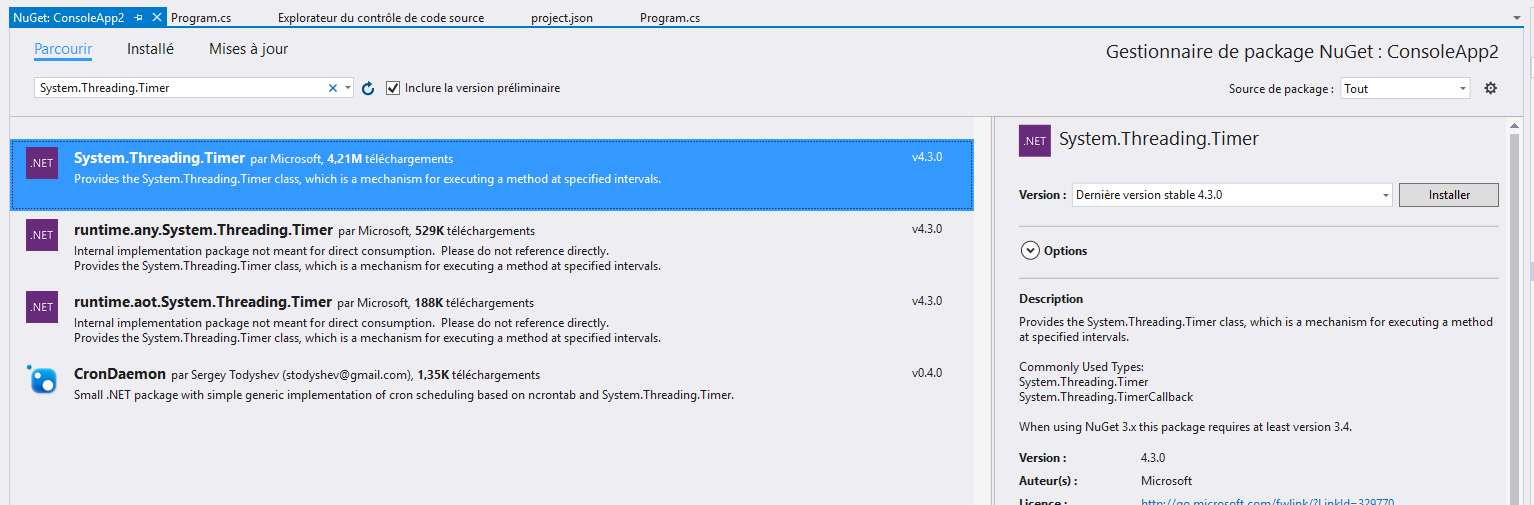 NuGet: ConsoleApp2
Program.cs
Explorateur du contrôle de code source
project.json
Program.cs
Parcourir
Installé
Mises à jour
Gestionnaire de package NuGet : ConsoleApp2
System.Threading.Timer
Inclure la version préliminaire
Source de package :
Tout
.NET
System.Threading.Timer par Microsoft, 4,21M téléchargements
v4.3.0
Provides the System.Threading.Timer class, which is a mechanism for executing a method at specified intervals.
.NET
runtime.any.System.Threading.Timer par Microsoft, 529K téléchargements
v4.3.0
Internal implementation package not meant for direct consumption. Please do not reference directly.
Provides the System.Threading.Timer class, which is a mechanism for executing a method at specified intervals.
.NET
runtime.aot.System.Threading.Timer par Microsoft, 188K téléchargements
v4.3.0
Internal implementation package not meant for direct consumption. Please do not reference directly.
Provides the System.Threading.Timer class, which is a mechanism for executing a method at specified intervals.
CronDaemon par Sergey Todyshev (stodyshev@gmail.com), 1,35K téléchargements
v0.4.0
Small .NET package with simple generic implementation of cron scheduling based on ncrontab and System.Threading.Timer.
.NET
System.Threading.Timer
Version :
Dernière version stable 4.3.0
Installer
Options
Description
Provides the System.Threading.Timer class, which is a mechanism for executing a method
at specified intervals.
Commonly Used Types:
System.Threading.Timer
System.Threading.TimerCallback
When using NuGet 3.x this package requires at least version 3.4.
Version :
4.3.0
Auteur(s) :
Microsoft
Licence :
http://go.microsoft.com/fwlink/?LinkId=329770